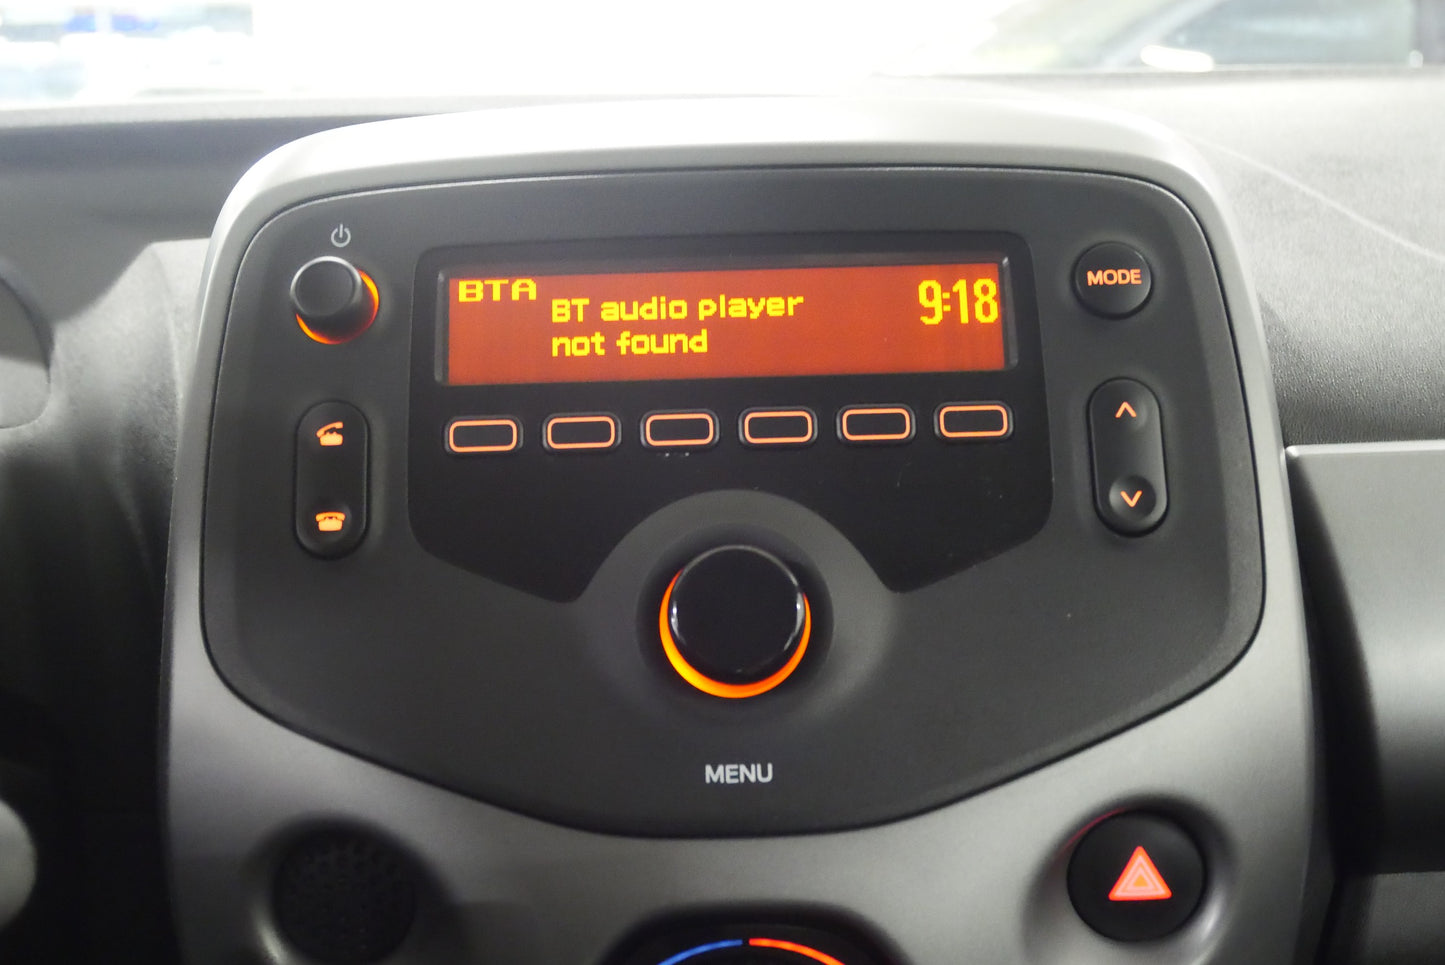 BTA
BT audio player
not found
9:18
MODE
MENU